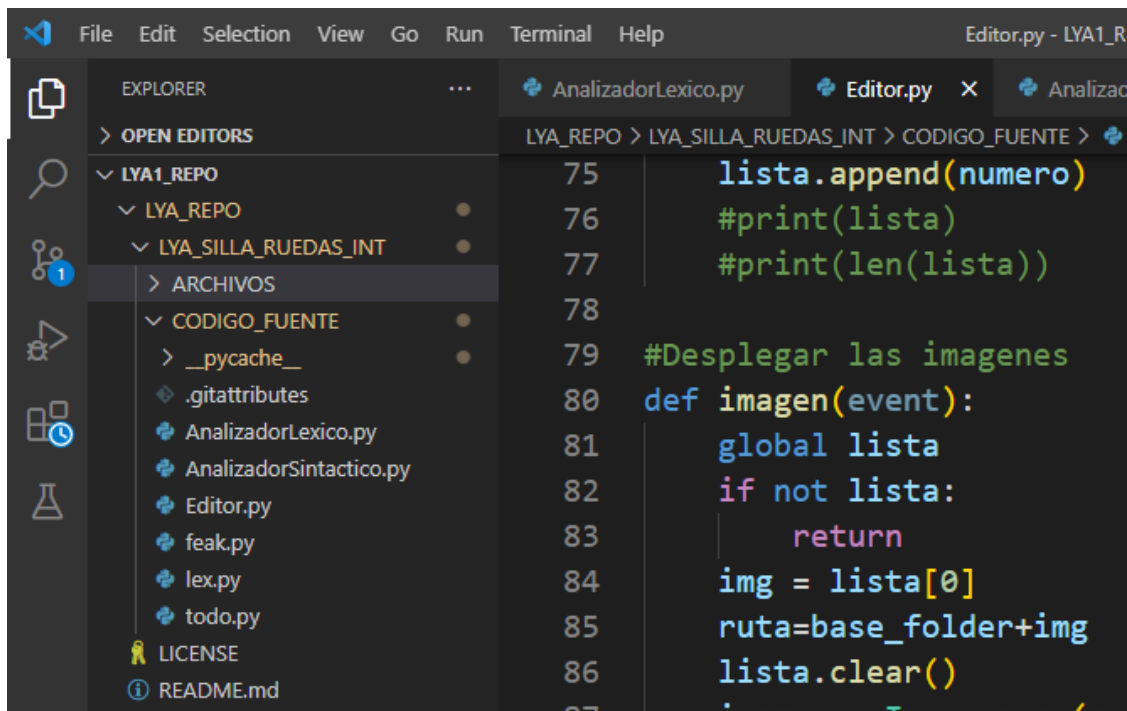 File Edit Selection View Go Run Terminal Help Editor.py - LYA1_R
EXPLORER ...
OPEN EDITORS
LYA1_REPO
LYA_REPO
LYA_SILLA_RUEDAS_INT
ARCHIVOS
CODIGO_FUENTE
__pycache__
.gitattributes
AnalizadorLexico.py
AnalizadorSintactico.py
Editor.py
feak.py
lex.py
todo.py
LICENSE
README.md
1
AnalizadorLexico.py Editor.py × Analizad
LYA_REPO > LYA_SILLA_RUEDAS_INT > CODIGO_FUENTE >
75 lista.append(numero)
76 #print(lista)
77 #print(len(lista))
78
79 #Desplegar las imagenes
80 def imagen(event):
81 global lista
82 if not lista:
83 return
84 img = lista[0]
85 ruta=base_folder+img
86 lista.clear()